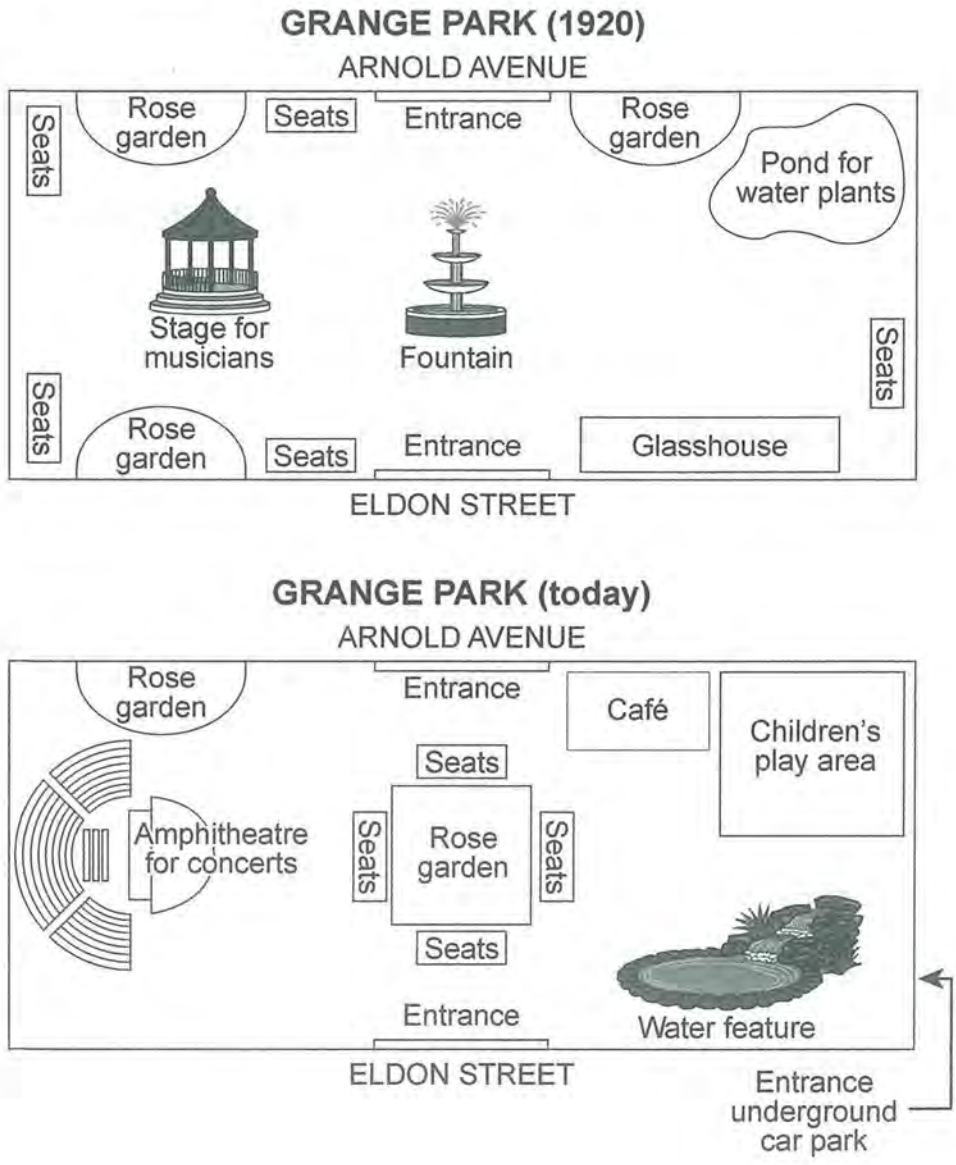 GRANGE PARK (1920)
ARNOLD AVENUE
Rose
garden
Seats
Entrance
Rose
garden
Pond for
water plants
Seats
Stage for
musicians
Fountain
Seats
Seats
Rose
garden
Seats
Entrance
Glasshouse
ELDON STREET
GRANGE PARK (today)
ARNOLD AVENUE
Rose
garden
Entrance
Café
Children's
play area
Seats
Amphitheatre
for concerts
Seats
Rose
garden
Seats
Seats
Entrance
Water feature
ELDON STREET
Entrance
underground
car park